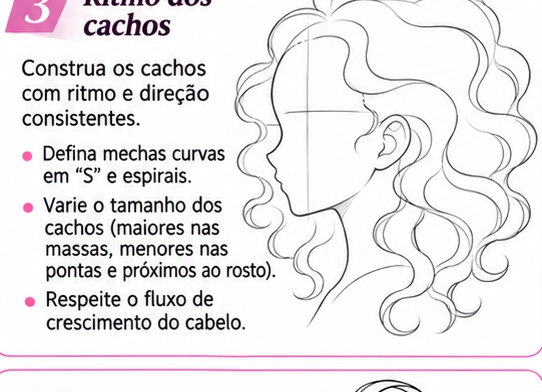 3
Ritmo dos
cachos
Construa os cachos
com ritmo e direção
consistentes.
Defina mechas curvas
em “S” e espirais.
Varie o tamanho dos
cachos (maiores nas
massas, menores nas
pontas e próximos ao rosto).
Respeite o fluxo de
crescimento do cabelo.